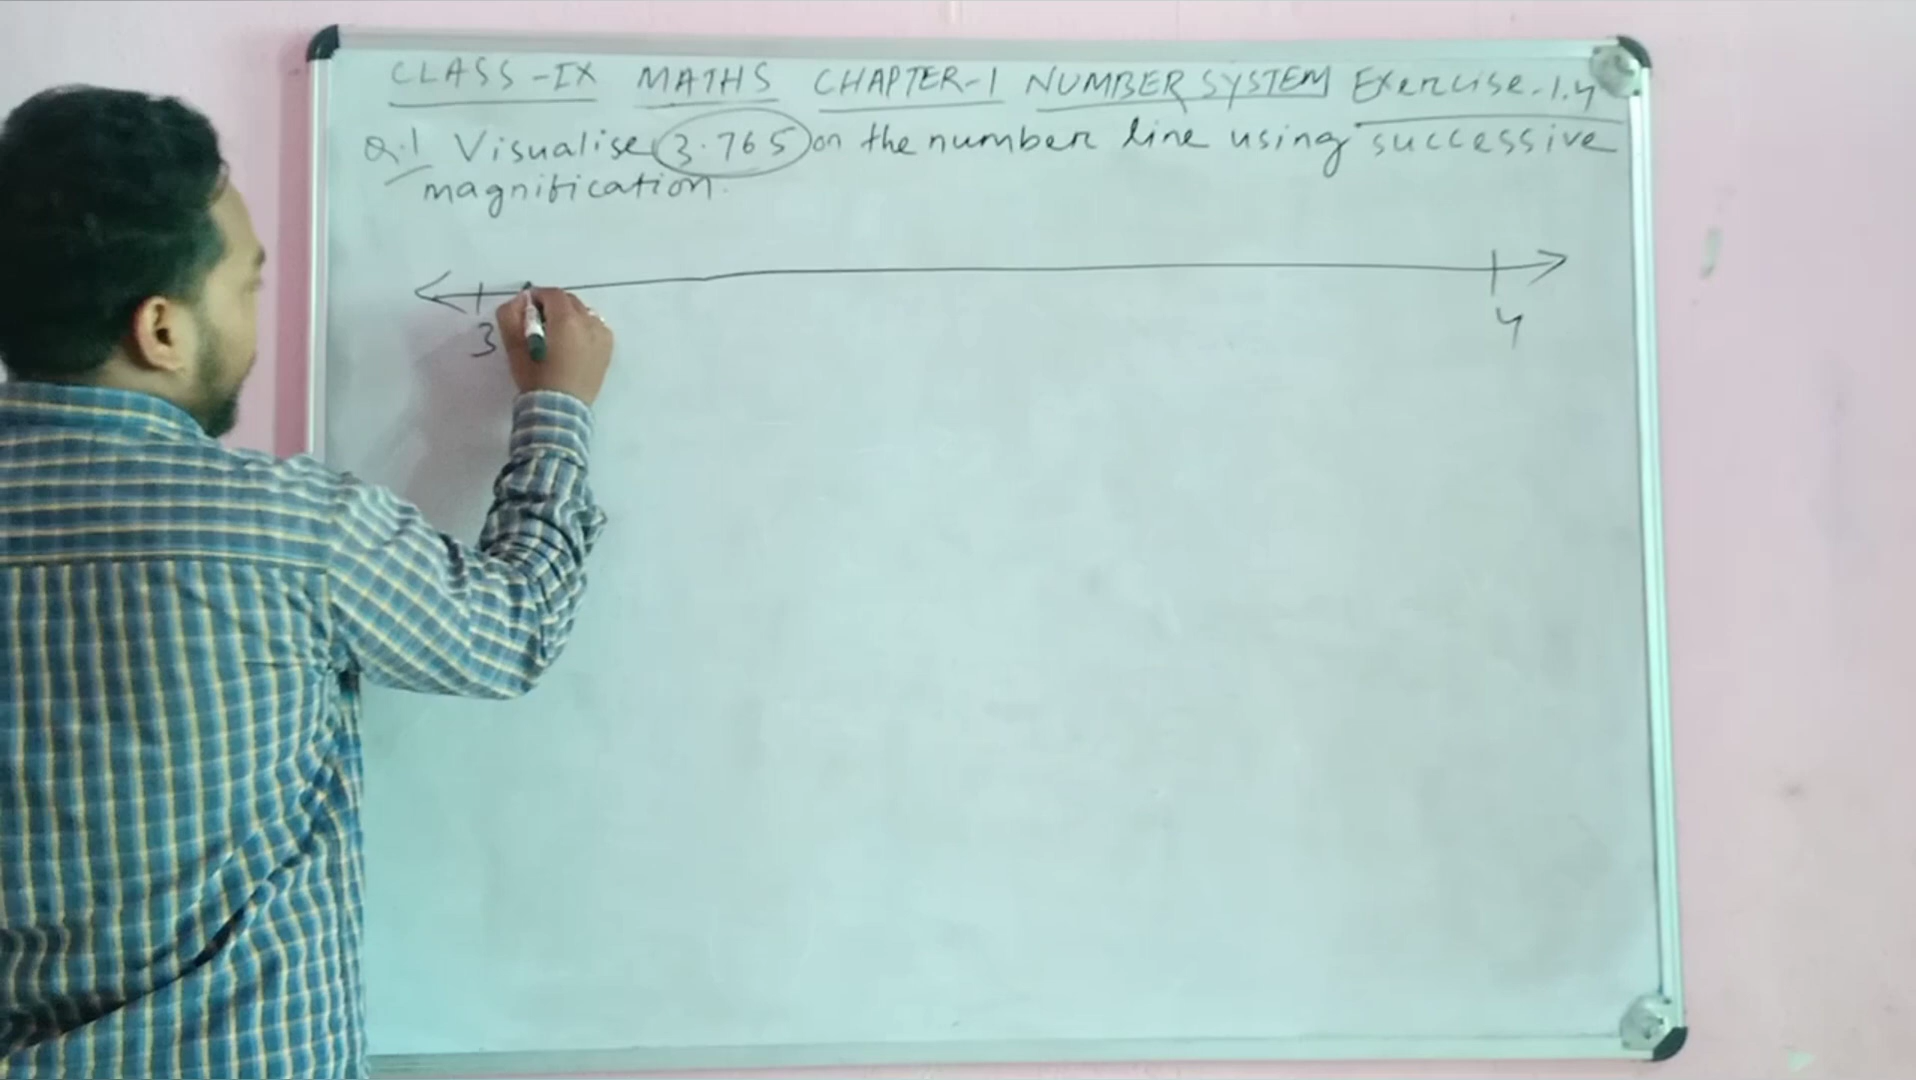 CLASS-IX MATHS CHAPTER-1 NUMBER SYSTEM Exercise-1.4
Q.1 Visualise 3.765 on the number line using successive
magnification.
3 4